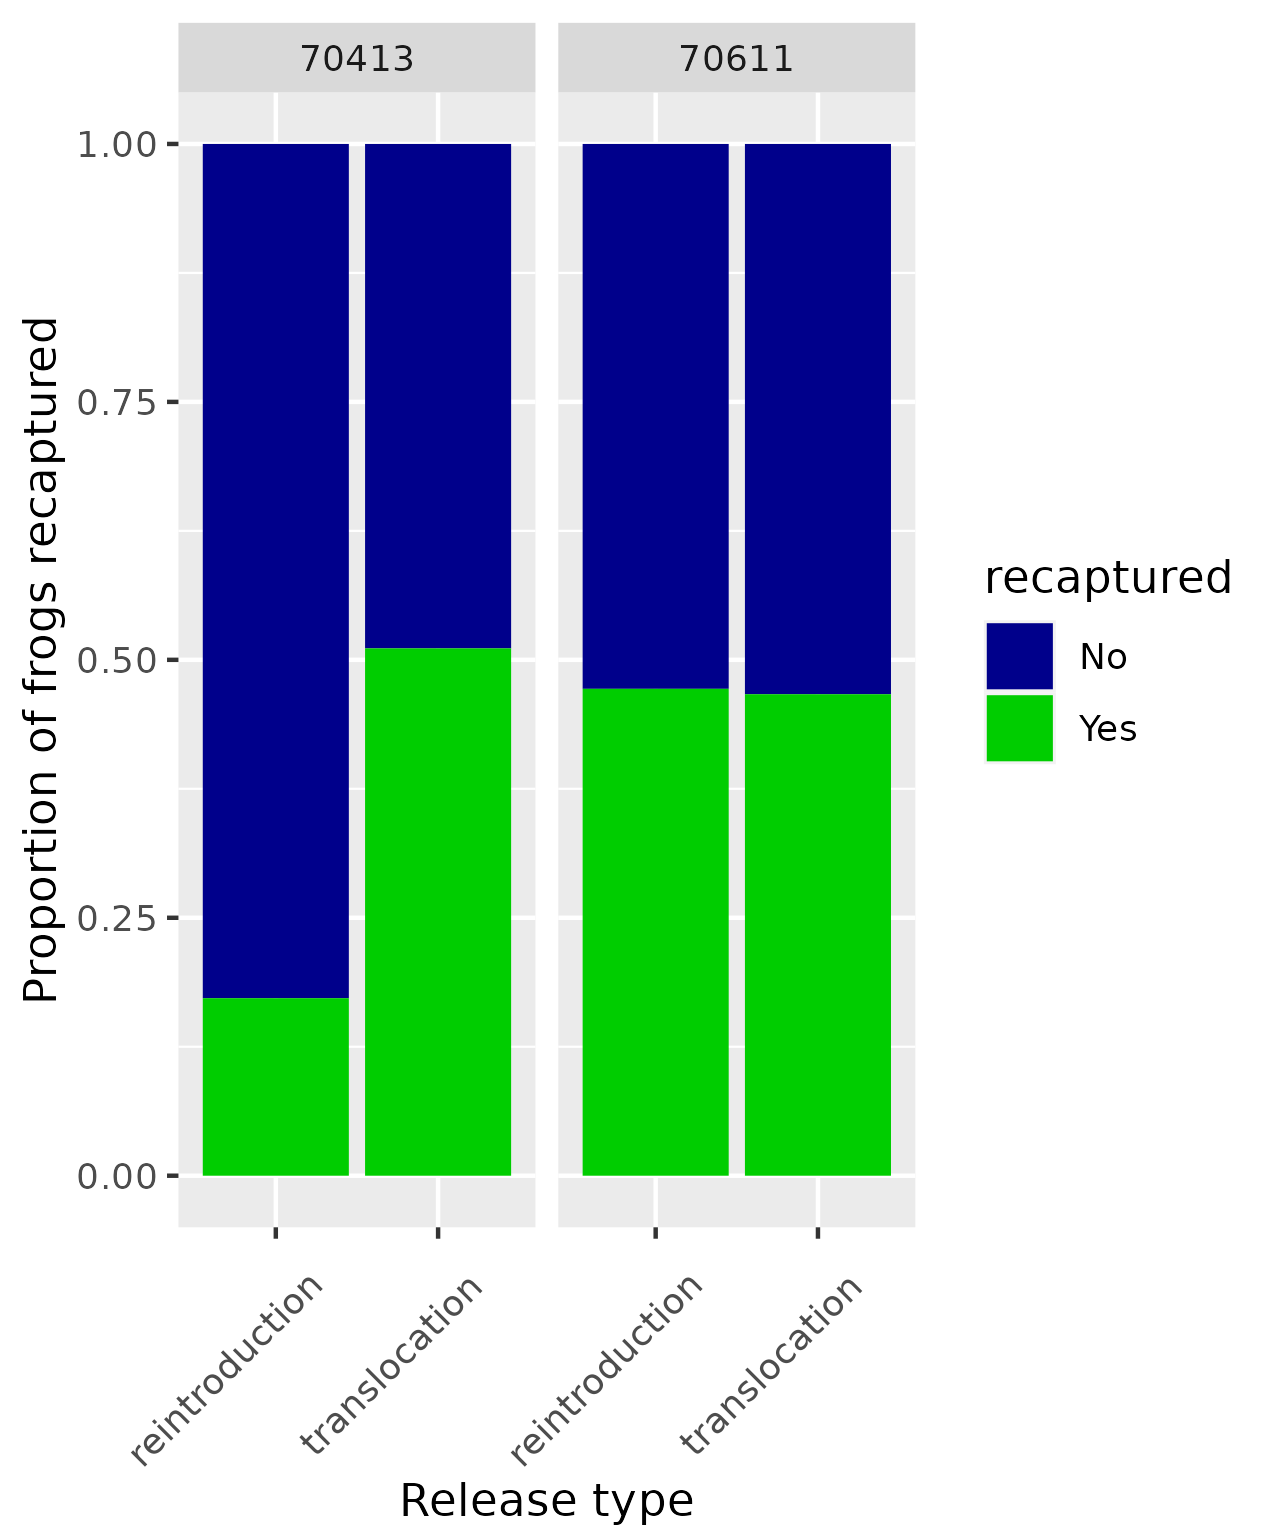 70413
70611
Proportion of frogs recaptured
1.00
0.75
0.50
0.25
0.00
recaptured
No
Yes
reintroduction
translocation
reintroduction
translocation
Release type